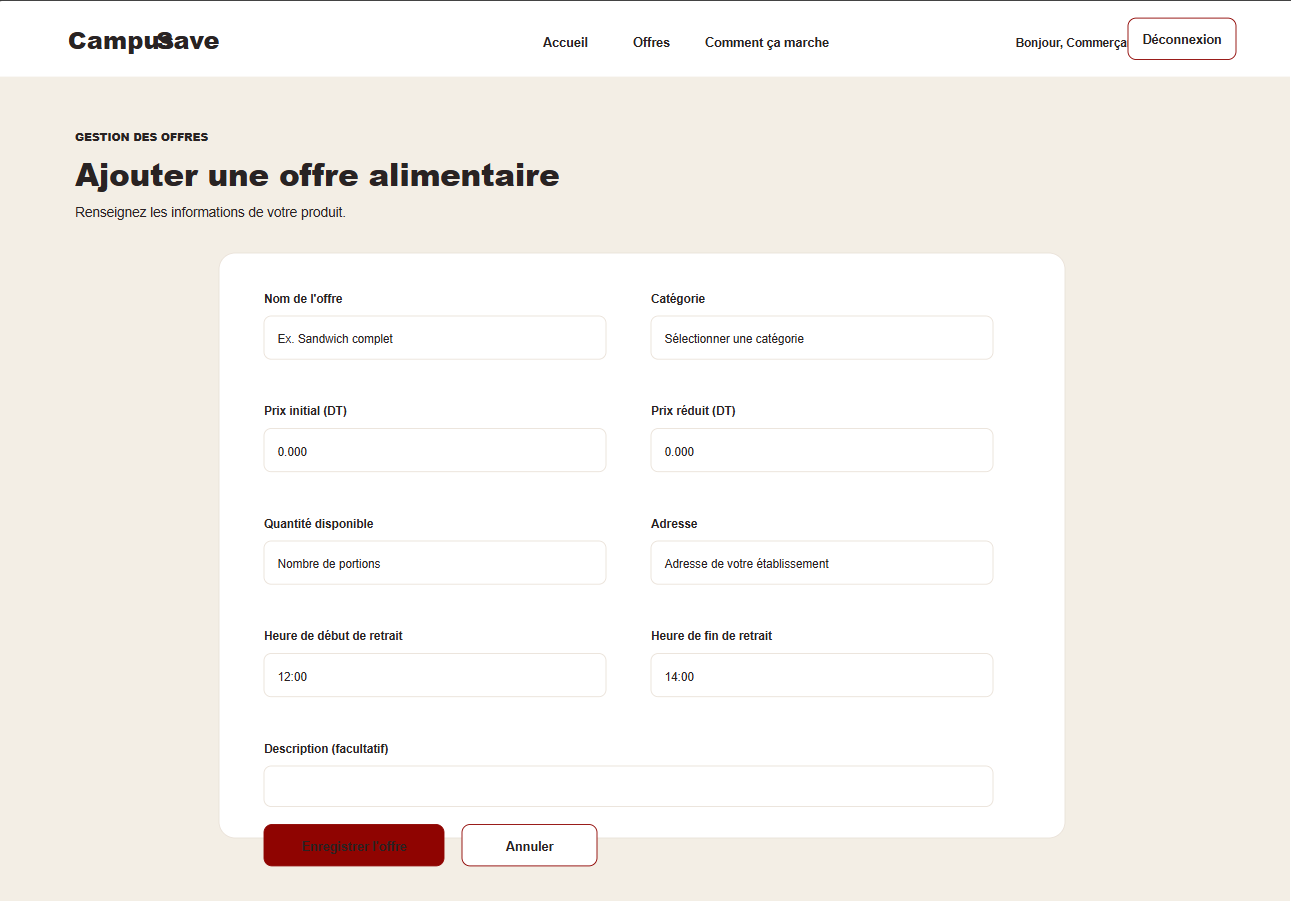 CampusSave
Accueil Offres Comment ça marche
Bonjour, Commerça
Déconnexion
GESTION DES OFFRES
Ajouter une offre alimentaire
Renseignez les informations de votre produit.
Nom de l'offre Catégorie
Ex. Sandwich complet Sélectionner une catégorie
Prix initial (DT) Prix réduit (DT)
0.000 0.000
Quantité disponible Adresse
Nombre de portions Adresse de votre établissement
Heure de début de retrait Heure de fin de retrait
12:00 14:00
Description (facultatif)
Enregistrer l'offre Annuler